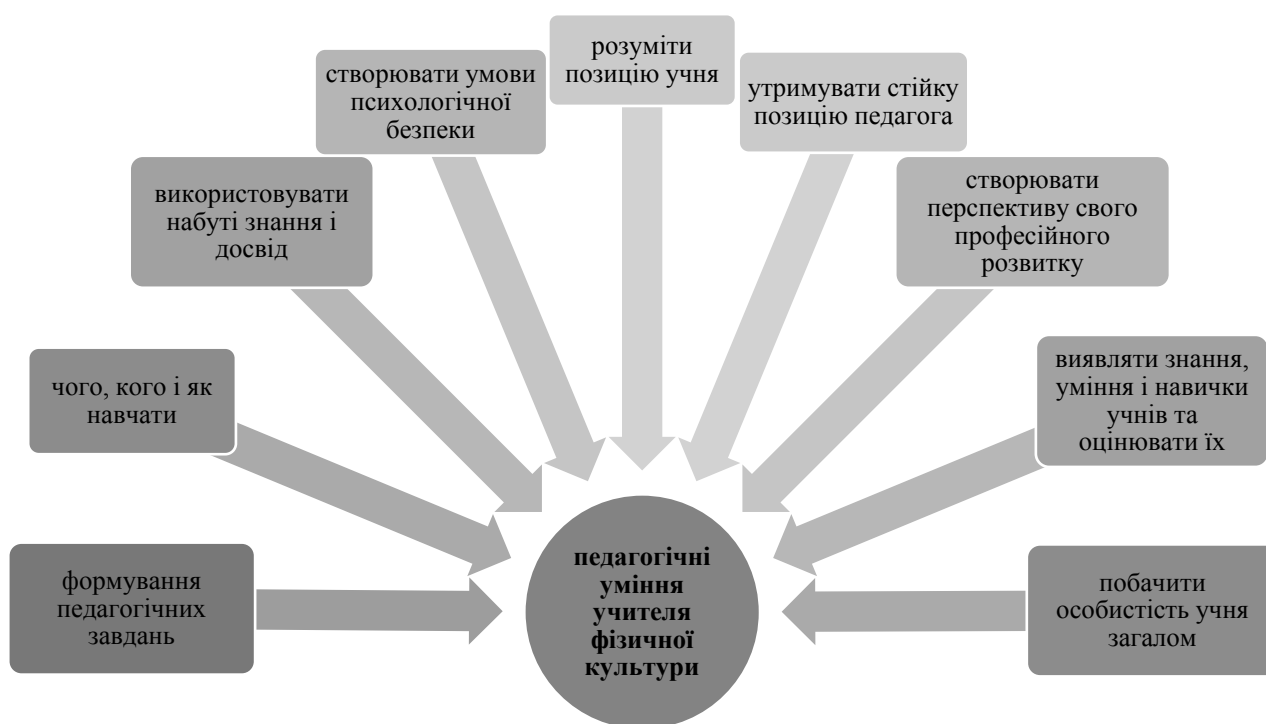 формування
педагогічних
завдань
чого, кого і як
навчати
використовувати
набуті знання і
досвід
створювати умови
психологічної
безпеки
розуміти
позицію учня
утримувати стійку
позицію педагога
створювати
перспективу свого
професійного
розвитку
виявляти знання,
уміння і навички
учнів та
оцінювати їх
побачити
особистість учня
загалом
педагогічні
уміння
учителя
фізичної
культури